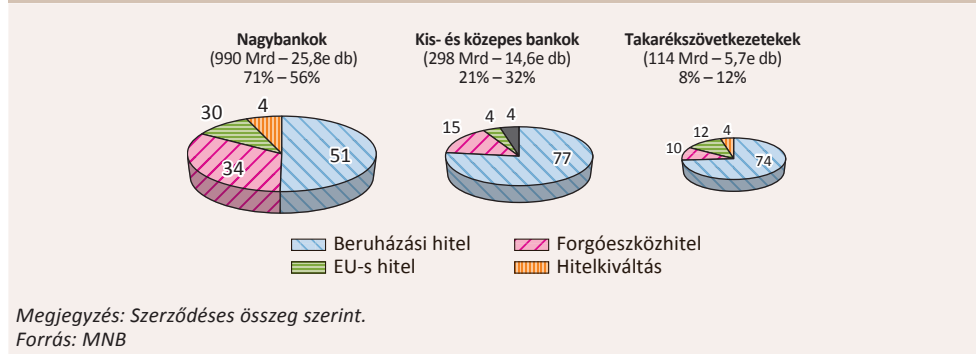 Nagybankok
(990 Mrd – 25,8e db)
71% – 56%
Kis- és közepes bankok
(298 Mrd – 14,6e db)
21% – 32%
Takarékszövetkezetekek
(114 Mrd – 5,7e db)
8% – 12%
30
4
51
34
15
4
4
77
10
12
4
74
Beruházási hitel
Forgóeszközhitel
EU-s hitel
Hitelkiváltás
Megjegyzés: Szerződéses összeg szerint.
Forrás: MNB